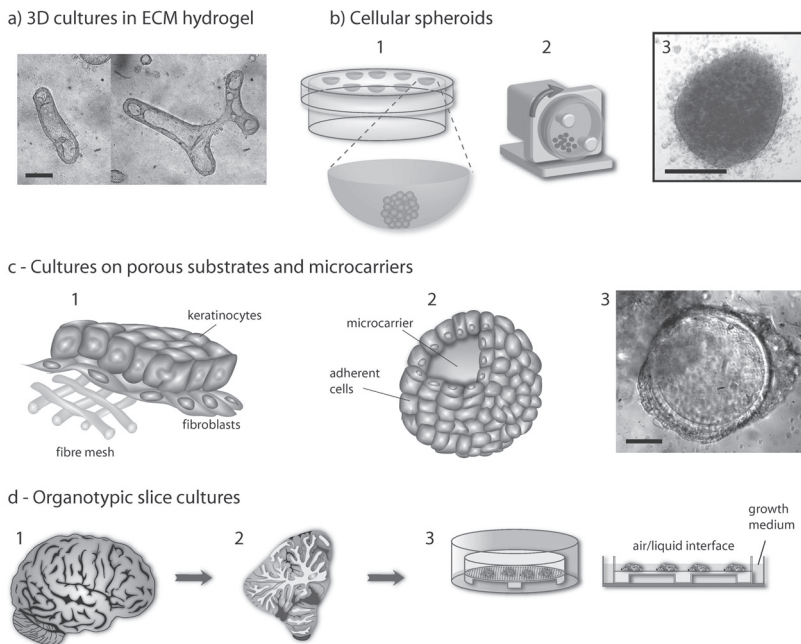 a) 3D cultures in ECM hydrogel
b) Cellular spheroids
1
2
3
c - Cultures on porous substrates and microcarriers
1
keratinocytes
fibroblasts
fibre mesh
2
microcarrier
adherent
cells
3
d - Organotypic slice cultures
1
2
3
air/liquid interface
growth
medium